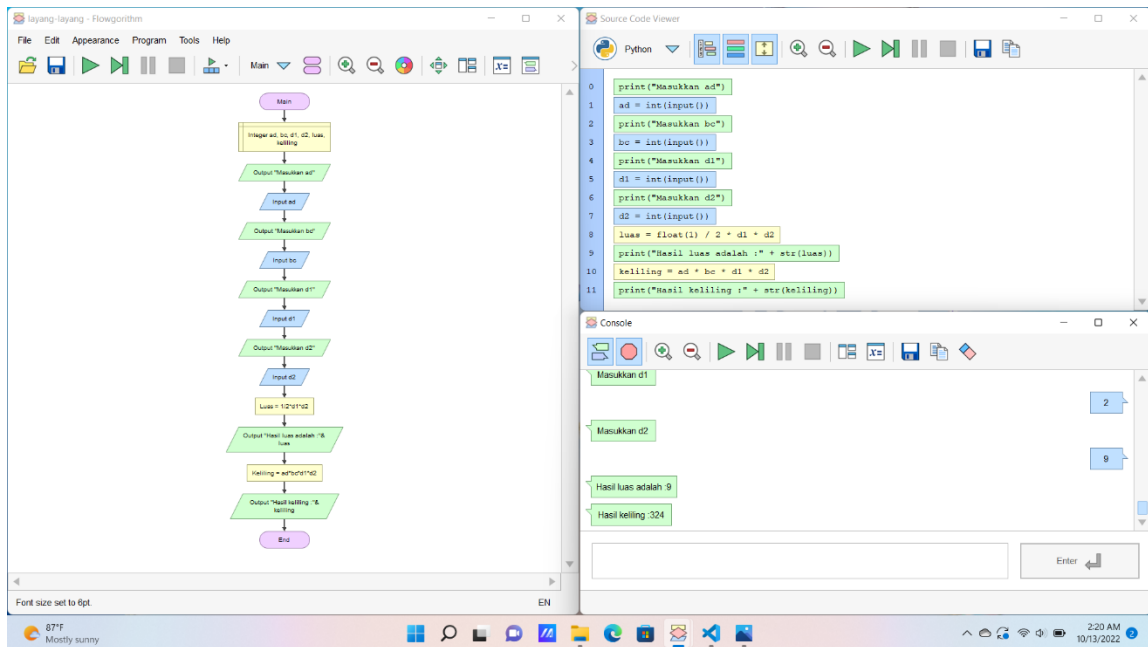 layang-layang - Flowgorithm
File Edit Appearance Program Tools Help
Main
Main
Integer ad, bc, d1, d2, luas,
keliling
Output "Masukkan ad"
Input ad
Output "Masukkan bc"
Input bc
Output "Masukkan d1"
Input d1
Output "Masukkan d2"
Input d2
Luas = 1/2*d1*d2
Output "Hasil luas adalah :"&
luas
Keliling = ad*bc*d1*d2
Output "Hasil keliling :"&
keliling
End
Font size set to 6pt.
EN
Source Code Viewer
Python
0 print("Masukkan ad")
1 ad = int(input())
2 print("Masukan bc")
3 bc = int(input())
4 print("Masukan d1")
5 d1 = int(input())
6 print("Masukkan d2")
7 d2 = int(input())
8 luas = float(1) / 2 * d1 * d2
9 print("Hasil luas adalah :" + str(luas))
10 keliling = ad * bc * d1 * d2
11 print("Hasil keliling :" + str(keliling))
Console
Masukkan d1
2
Masukkan d2
9
Hasil luas adalah :9
Hasil keliling :324
Enter
87°F
Mostly sunny
2:20 AM
10/13/2022
2